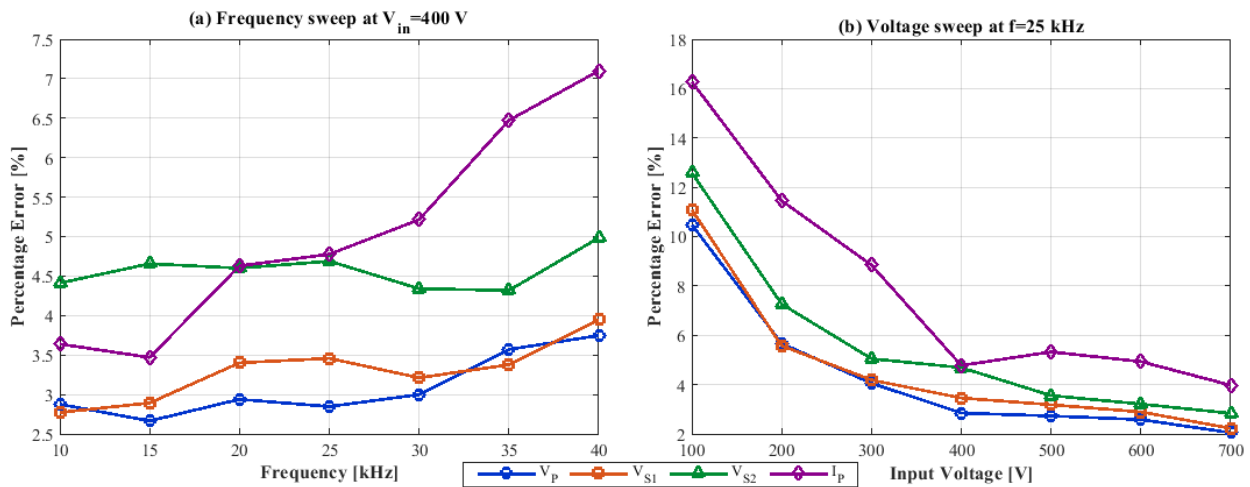 (a) Frequency sweep at V_in=400 V
7.5
7
6.5
6
5.5
5
4.5
4
3.5
3
2.5
Percentage Error [%]
10 15 20 25 30 35 40
Frequency [kHz]
(b) Voltage sweep at f=25 kHz
18
16
14
12
10
8
6
4
2
Percentage Error [%]
100 200 300 400 500 600 700
Input Voltage [V]
V_P V_S1 V_S2 I_P